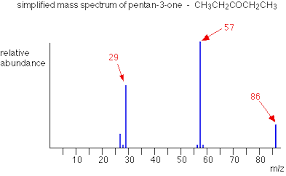 simplified mass spectrum of pentan-3-one - CH3CH2COCH2CH3
relative
abundance
57
29
86
10 20 30 40 50 60 70 80 m/z